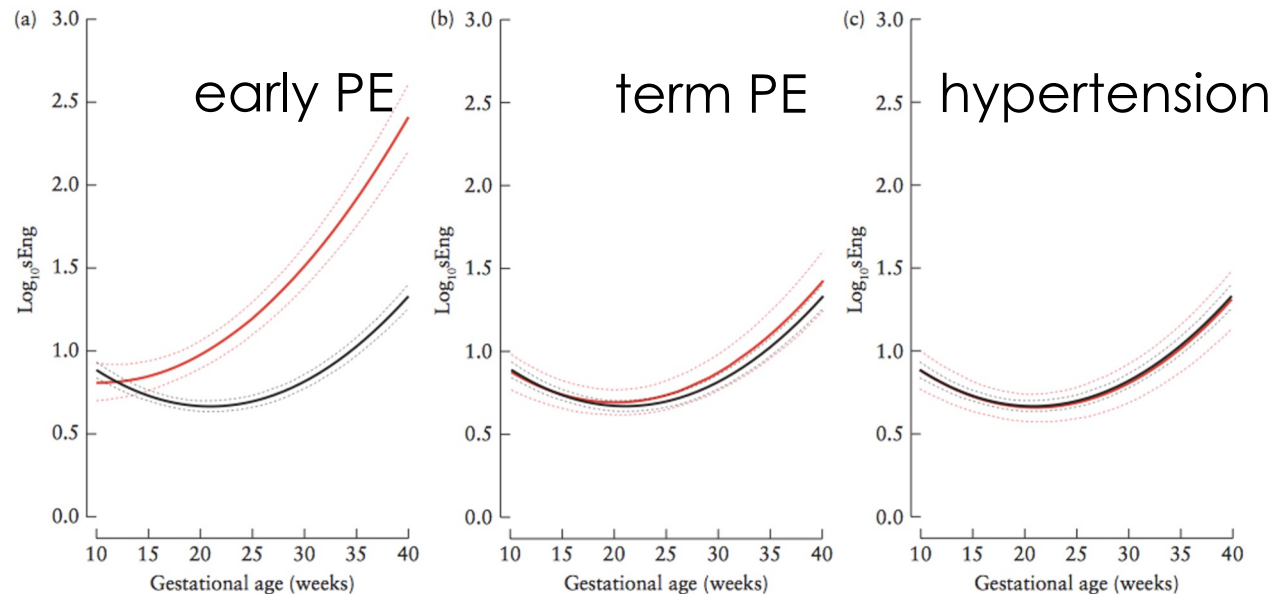 (a)
early PE
3.0
2.5
2.0
1.5
1.0
0.5
0.0
Log10sEng
10 15 20 25 30 35 40
Gestational age (weeks)
(b)
term PE
3.0
2.5
2.0
1.5
1.0
0.5
0.0
Log10sEng
10 15 20 25 30 35 40
Gestational age (weeks)
(c)
hypertension
3.0
2.5
2.0
1.5
1.0
0.5
0.0
Log10sEng
10 15 20 25 30 35 40
Gestational age (weeks)